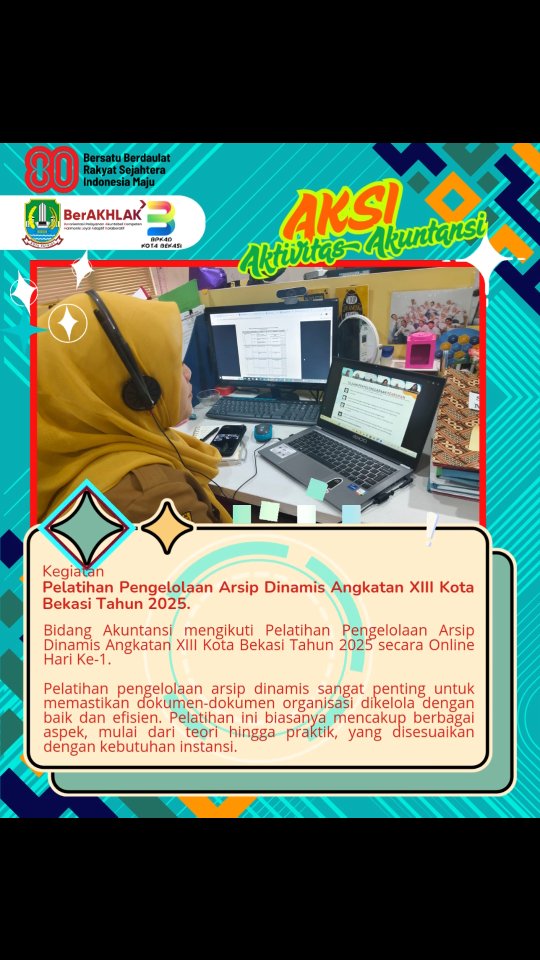 80
Bersatu Berdaulat
Rakyat Sejahtera
Indonesia Maju
BerAKHLAK
BPKAD
KOTA BEKASI
AKSI
Aktivitas Akuntansi
Kegiatan
Pelatihan Pengelolaan Arsip Dinamis Angkatan XIII Kota
Bekasi Tahun 2025.
Bidang Akuntansi mengikuti Pelatihan Pengelolaan Arsip
Dinamis Angkatan XIII Kota Bekasi Tahun 2025 secara Online
Hari Ke-1.
Pelatihan pengelolaan arsip dinamis sangat penting untuk
memastikan dokumen-dokumen organisasi dikelola dengan
baik dan efisien. Pelatihan ini biasanya mencakup berbagai
aspek, mulai dari teori hingga praktik, yang disesuaikan
dengan kebutuhan instansi.